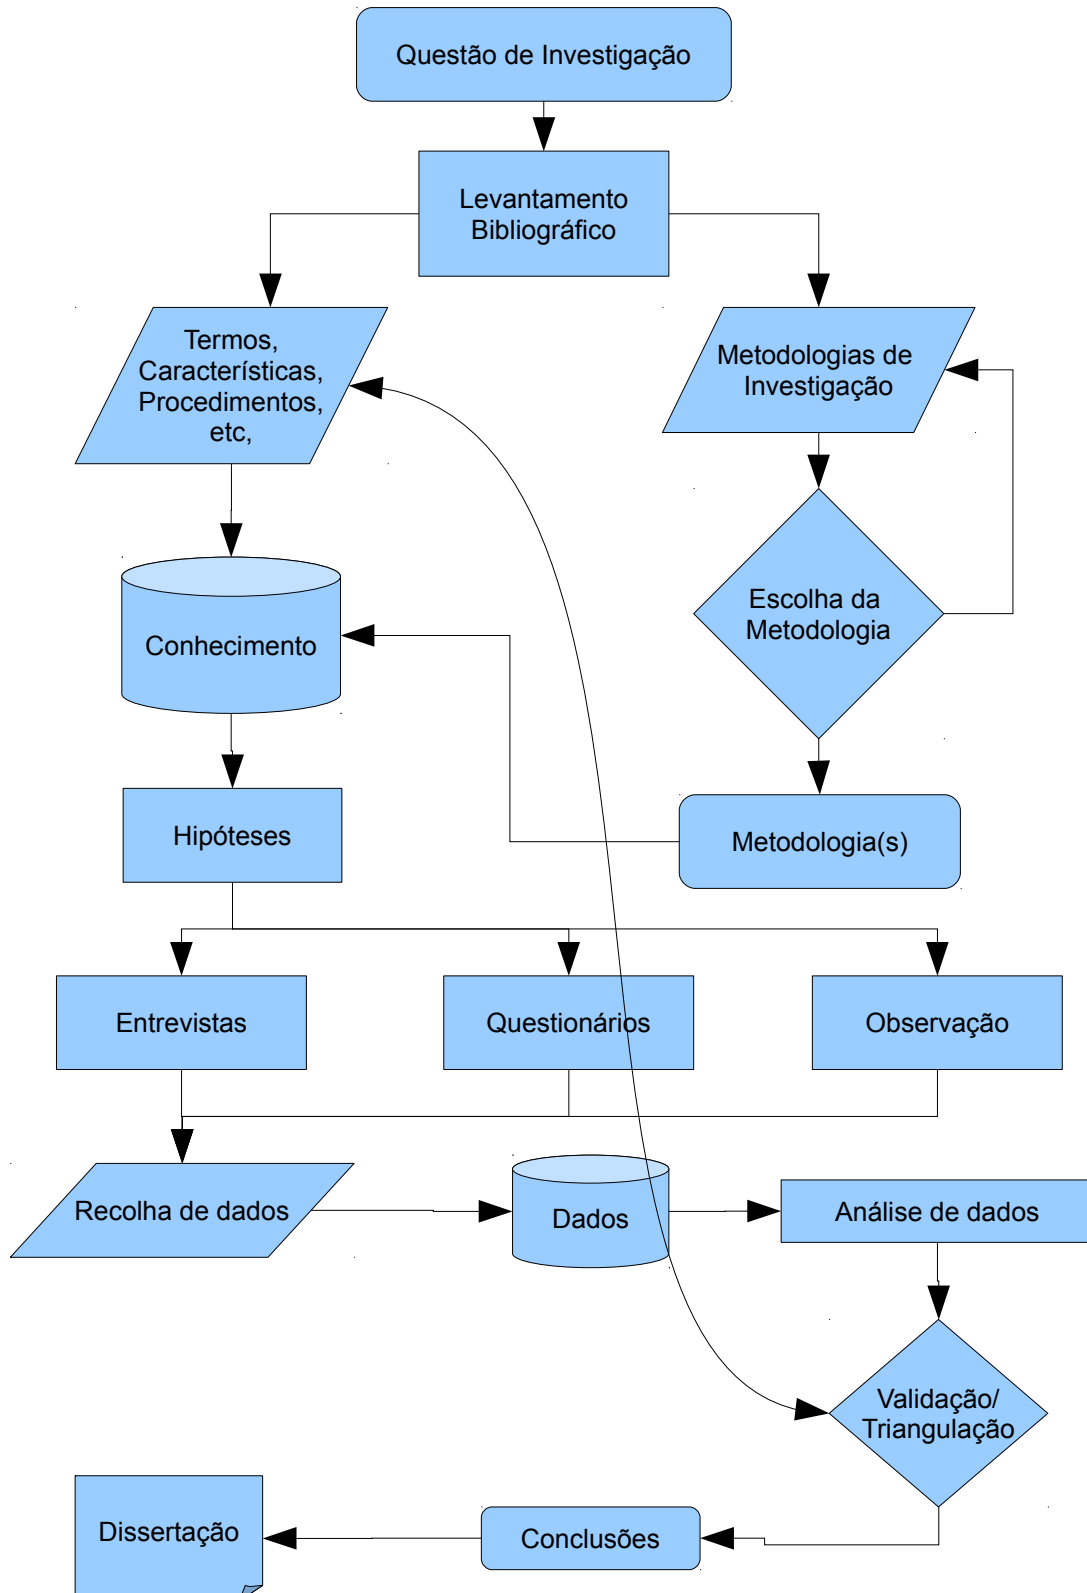 Questão de Investigação
Levantamento
Bibliográfico
Termos,
Características,
Procedimentos,
etc,
Metodologias de
Investigação
Escolha da
Metodologia
Conhecimento
Hipóteses
Metodologia(s)
Entrevistas
Questionários
Observação
Recolha de dados
Dados
Análise de dados
Validação/
Triangulação
Dissertação
Conclusões